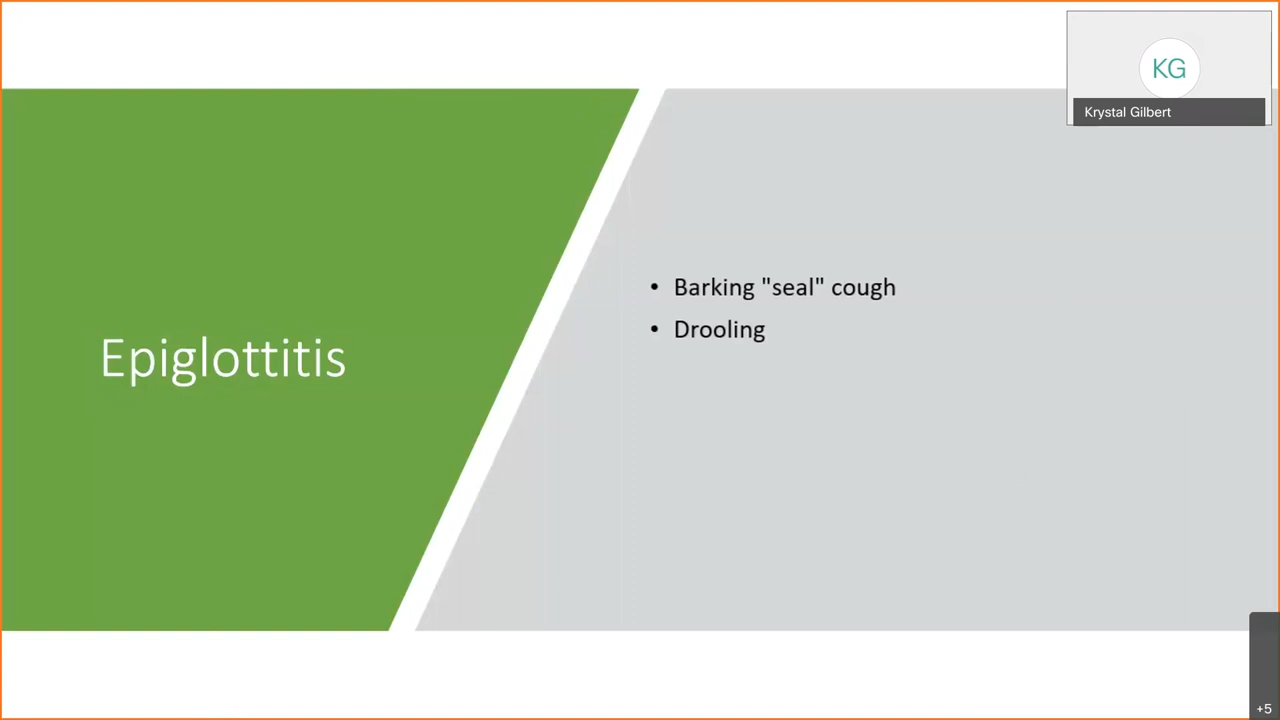 KG
Krystal Gilbert
Epiglottitis
• Barking "seal" cough
• Drooling
+5